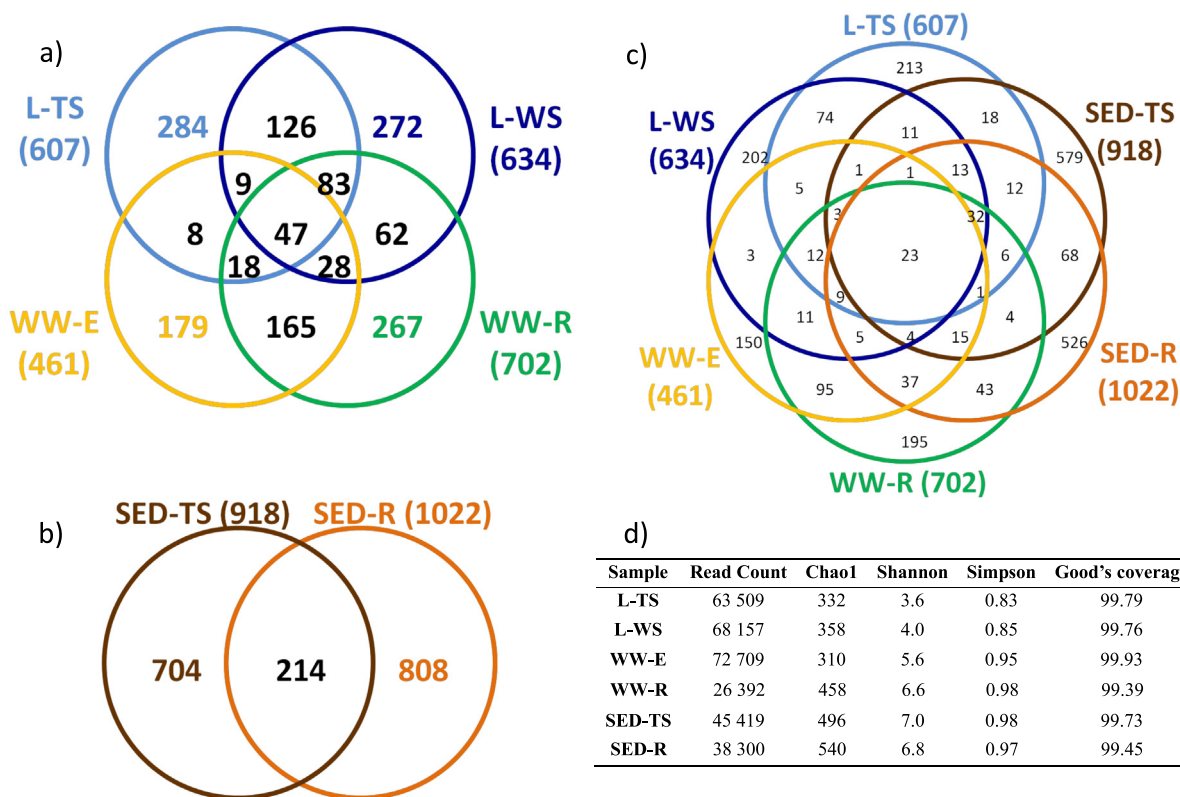 a)
L-TS
(607)
284
126
272
L-WS
(634)
9
83
8
47
62
18
28
WW-E
(461)
179
165
267
WW-R
(702)
b)
SED-TS (918)
SED-R (1022)
704
214
808
c)
L-TS (607)
213
L-WS
(634)
SED-TS
(918)
74
11
18
202
1
1
13
579
5
12
3
32
3
12
23
6
68
9
1
11
5
4
15
4
150
526
WW-E
(461)
SED-R
(1022)
95
37
43
195
WW-R (702)
d)
Sample Read Count Chao1 Shannon Simpson Good's coverag
L-TS 63 509 332 3.6 0.83 99.79
L-WS 68 157 358 4.0 0.85 99.76
WW-E 72 709 310 5.6 0.95 99.93
WW-R 26 392 458 6.6 0.98 99.39
SED-TS 45 419 496 7.0 0.98 99.73
SED-R 38 300 540 6.8 0.97 99.45